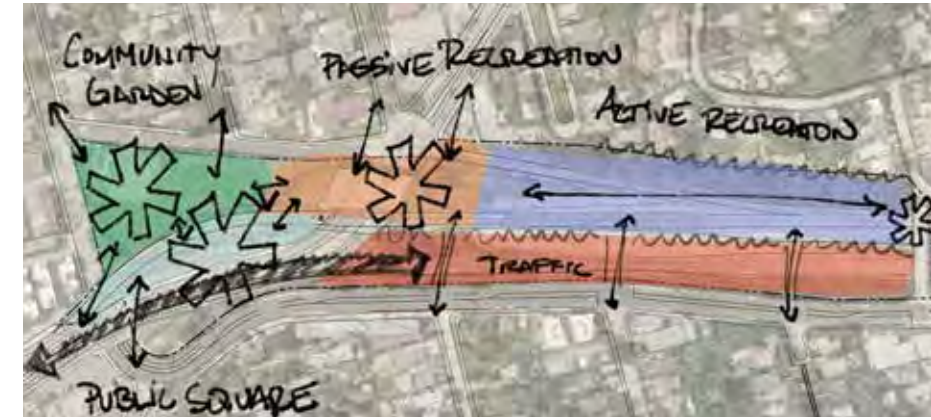 COMMUNITY
GARDEN
PASSIVE RECREATION
ACTIVE RECREATION
TRAFFIC
PUBLIC SQUARE